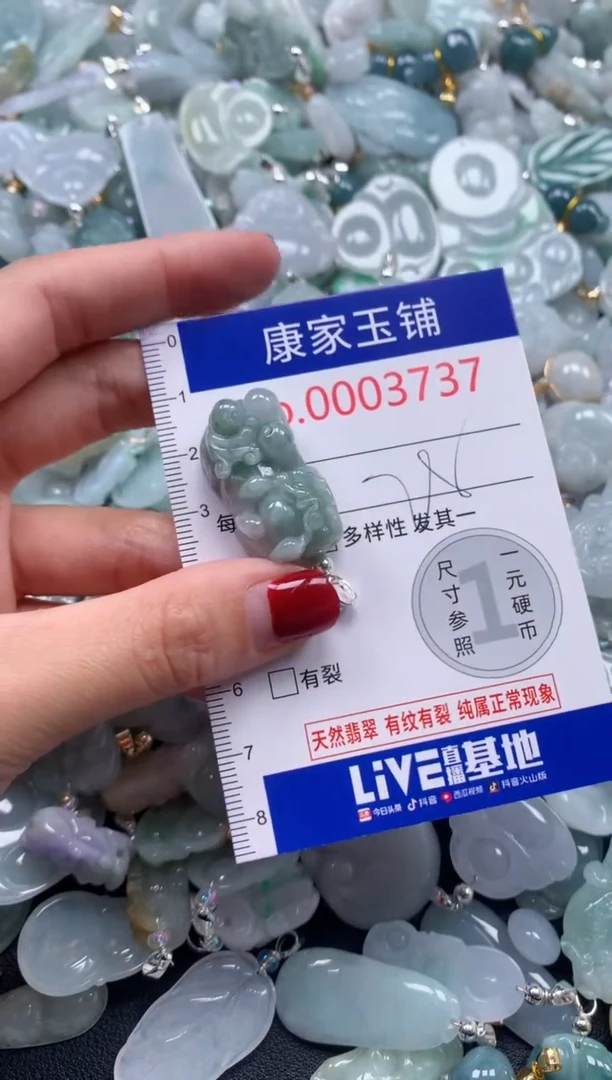 康家玉铺
.0003737
每
多样性 发其一
尺寸参照
1
一元硬币
有裂
天然翡翠 有纹有裂 纯属正常现象
LiVE直播基地
今日头条 抖音 西瓜视频 抖音火山版
0
1
2
3
6
7
8